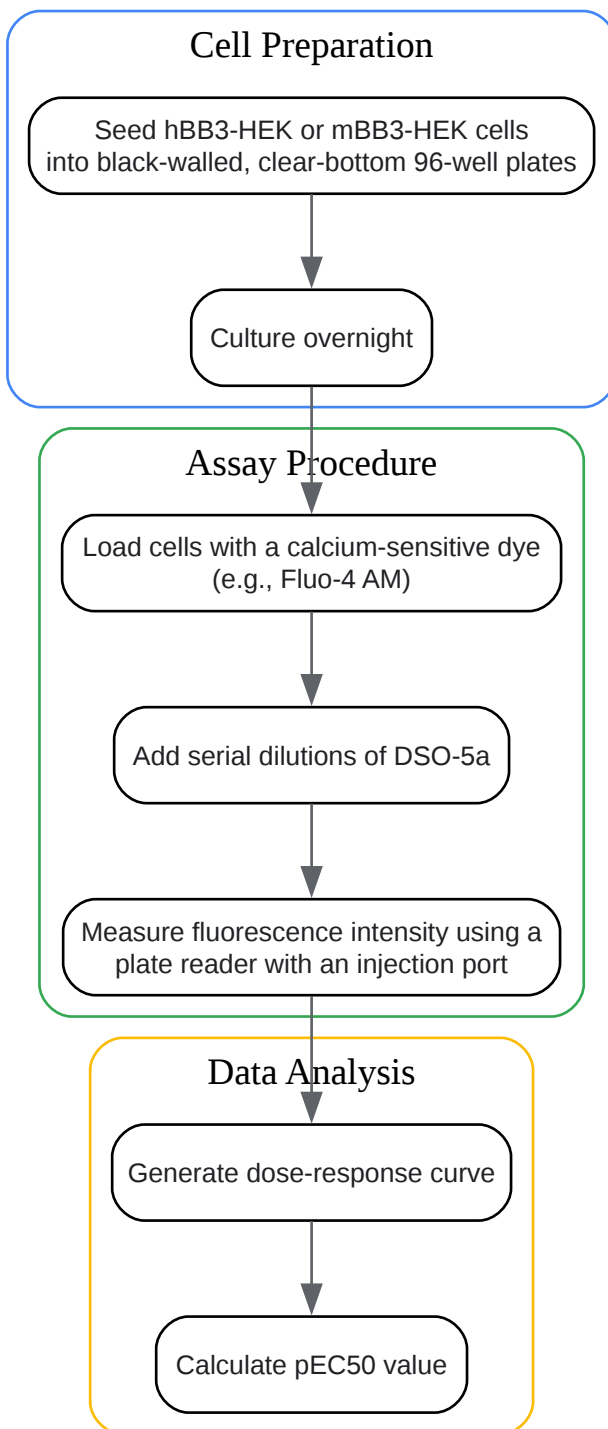 Cell Preparation
Seed hBB3-HEK or mBB3-HEK cells
into black-walled, clear-bottom 96-well plates
Culture overnight
Assay Procedure
Load cells with a calcium-sensitive dye
(e.g., Fluo-4 AM)
Add serial dilutions of DSO-5a
Measure fluorescence intensity using a
plate reader with an injection port
Data Analysis
Generate dose-response curve
Calculate pEC50 value